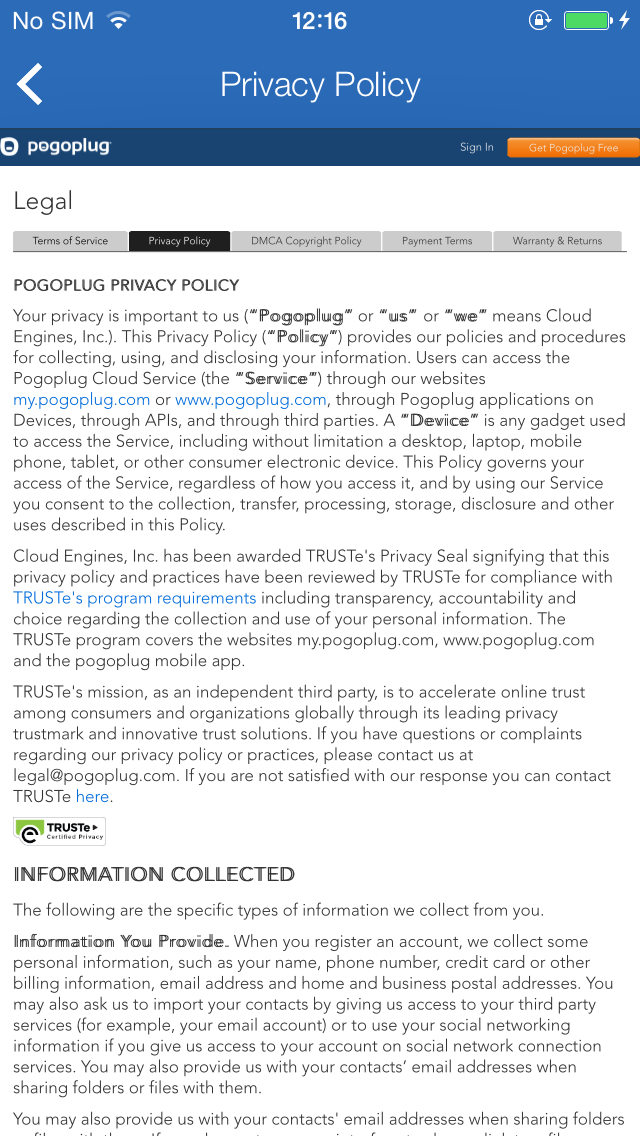 No SIM 12:16
Privacy Policy
pogoplug Sign In Get Pogoplug Free
Legal
Terms of Service Privacy Policy DMCA Copyright Policy Payment Terms Warranty & Returns
POGOPLUG PRIVACY POLICY
Your privacy is important to us ("Pogoplug" or "us" or "we" means Cloud
Engines, Inc.). This Privacy Policy ("Policy") provides our policies and procedures
for collecting, using, and disclosing your information. Users can access the
Pogoplug Cloud Service (the "Service") through our websites
my.pogoplug.com or www.pogoplug.com, through Pogoplug applications on
Devices, through APIs, and through third parties. A "Device" is any gadget used
to access the Service, including without limitation a desktop, laptop, mobile
phone, tablet, or other consumer electronic device. This Policy governs your
access of the Service, regardless of how you access it, and by using our Service
you consent to the collection, transfer, processing, storage, disclosure and other
uses described in this Policy.
Cloud Engines, Inc. has been awarded TRUSTe's Privacy Seal signifying that this
privacy policy and practices have been reviewed by TRUSTe for compliance with
TRUSTe's program requirements including transparency, accountability and
choice regarding the collection and use of your personal information. The
TRUSTe program covers the websites my.pogoplug.com, www.pogoplug.com
and the pogoplug mobile app.
TRUSTe's mission, as an independent third party, is to accelerate online trust
among consumers and organizations globally through its leading privacy
trustmark and innovative trust solutions. If you have questions or complaints
regarding our privacy policy or practices, please contact us at
legal@pogoplug.com. If you are not satisfied with our response you can contact
TRUSTe here.
TRUSTe
Certified Privacy
INFORMATION COLLECTED
The following are the specific types of information we collect from you.
Information You Provide. When you register an account, we collect some
personal information, such as your name, phone number, credit card or other
billing information, email address and home and business postal addresses. You
may also ask us to import your contacts by giving us access to your third party
services (for example, your email account) or to use your social networking
information if you give us access to your account on social network connection
services. You may also provide us with your contacts’ email addresses when
sharing folders or files with them.
You may also provide us with your contacts' email addresses when sharing folders